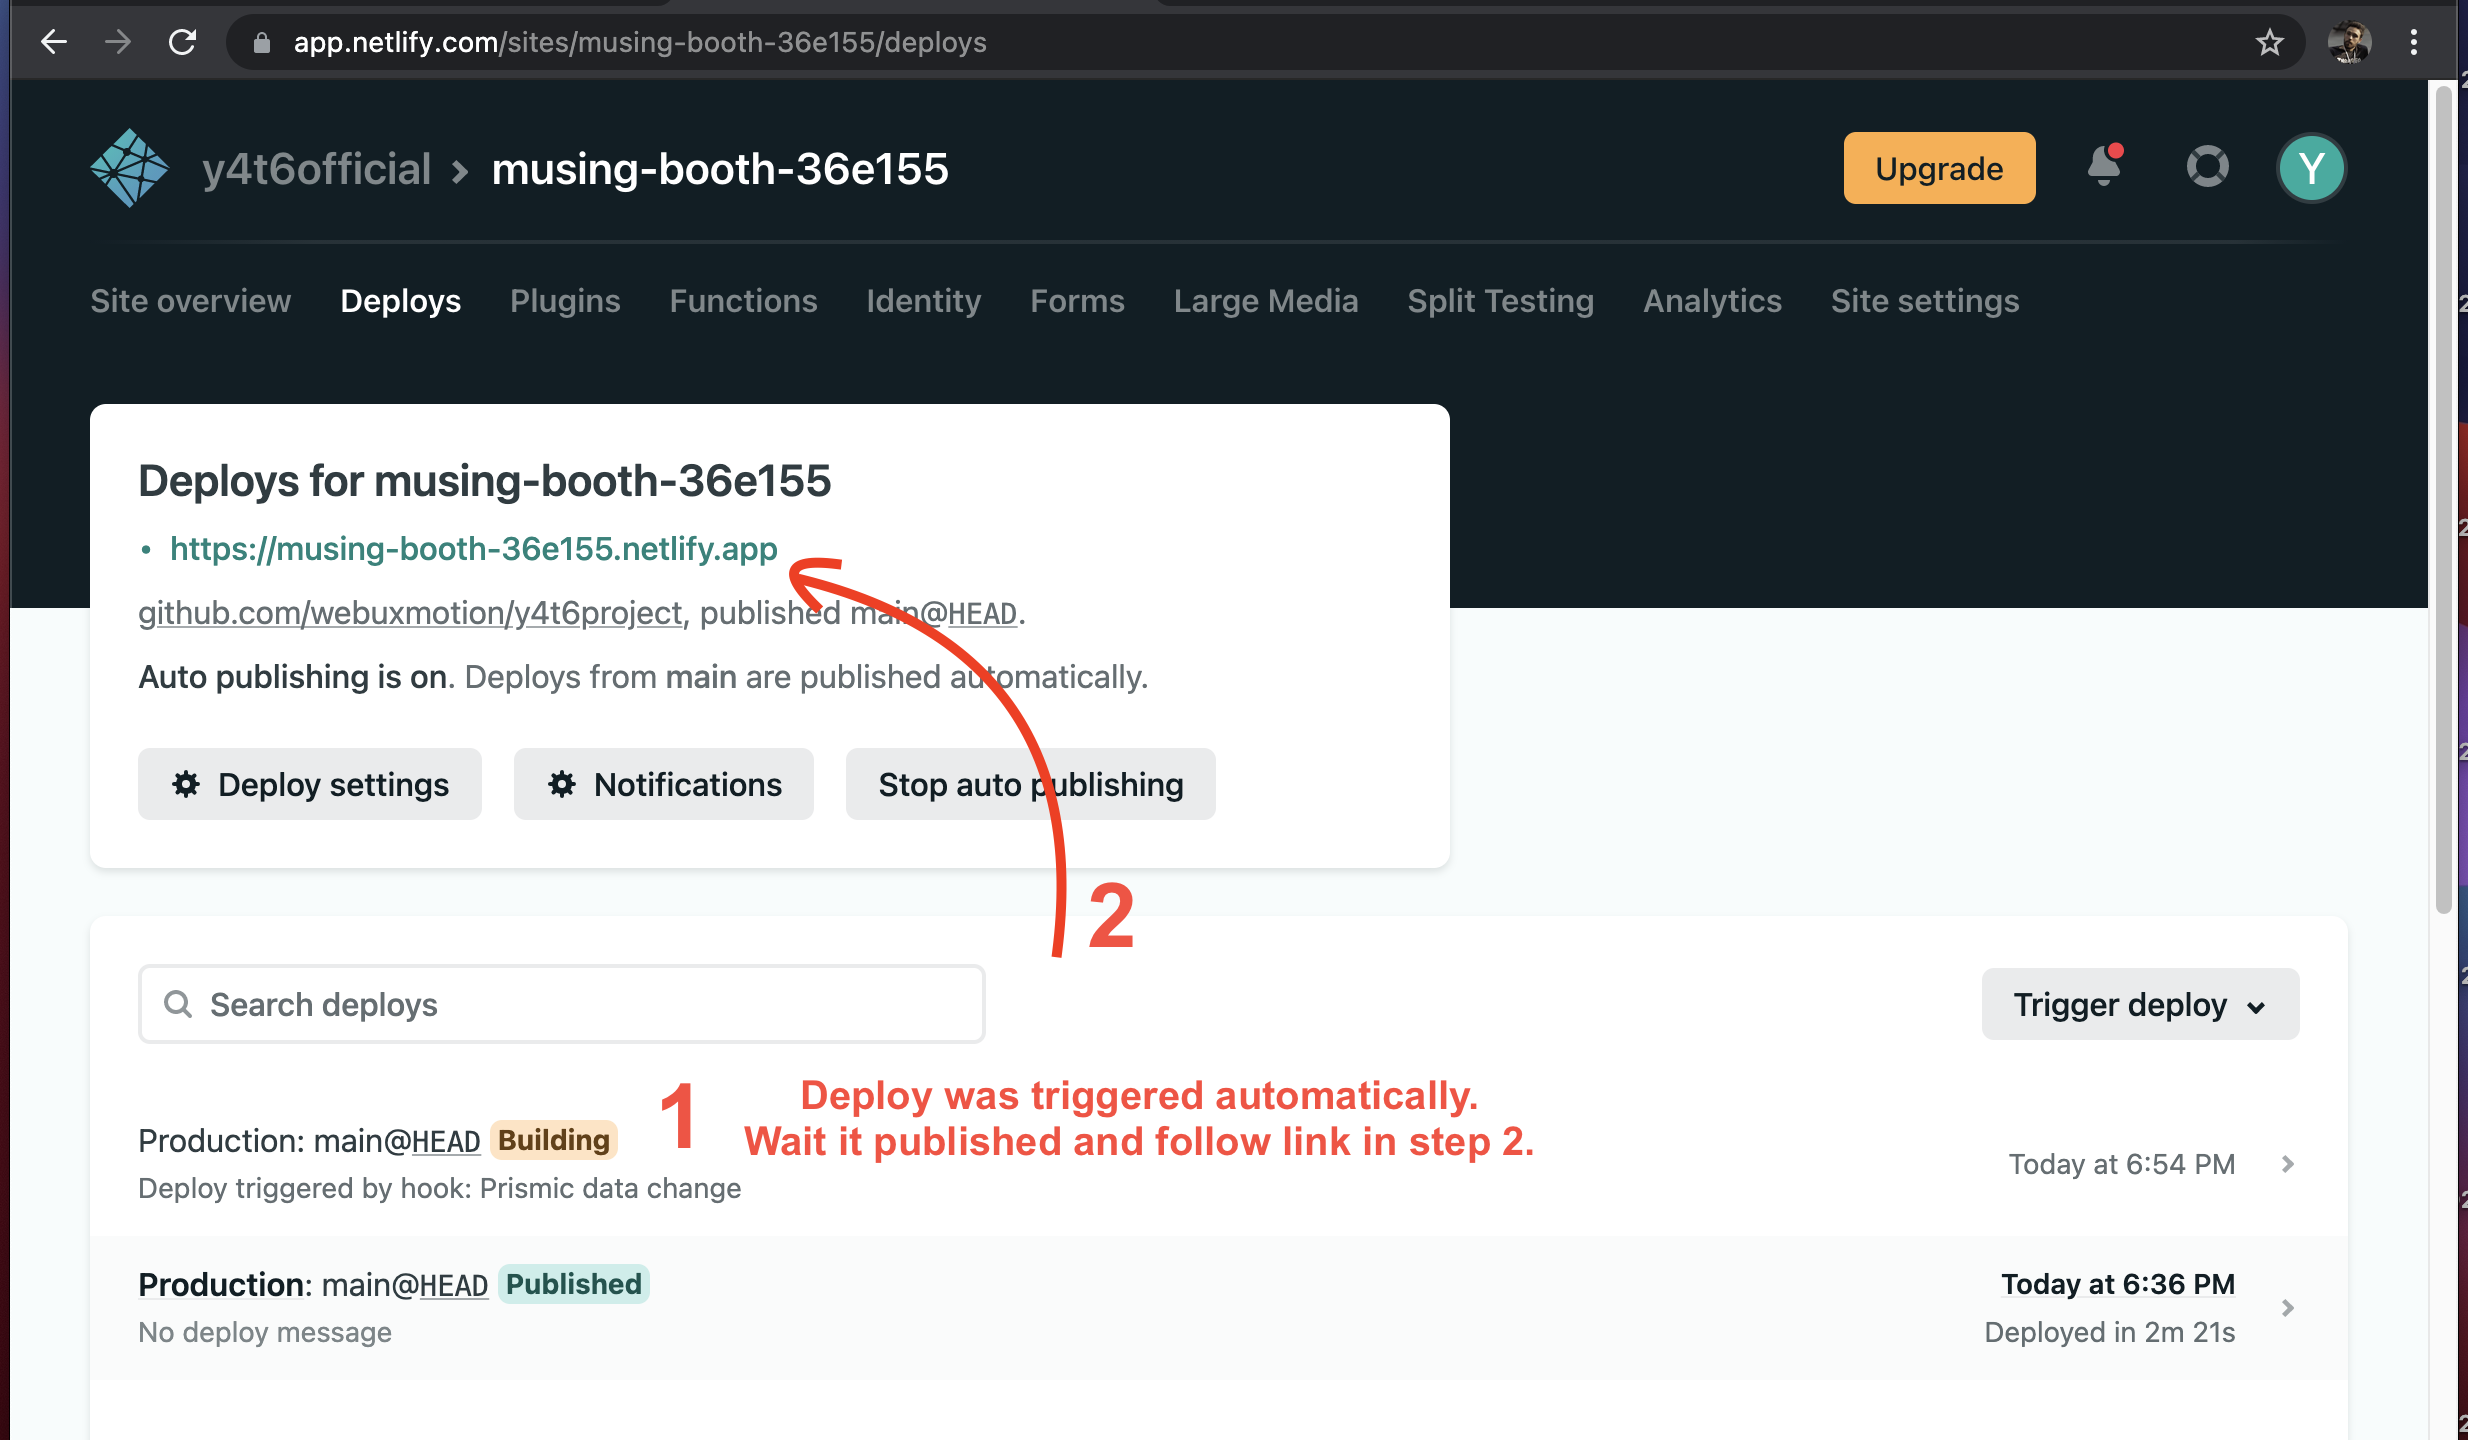 app.netlify.com/sites/musing-booth-36e155/deploys
y4t6official > musing-booth-36e155
Upgrade
Y
Site overview Deploys Plugins Functions Identity Forms Large Media Split Testing Analytics Site settings
Deploys for musing-booth-36e155
• https://musing-booth-36e155.netlify.app
github.com/webuxmotion/y4t6project, published main@HEAD.
Auto publishing is on. Deploys from main are published automatically.
Deploy settings Notifications Stop auto publishing
2
Search deploys
Trigger deploy
1
Deploy was triggered automatically.
Wait it published and follow link in step 2.
Production: main@HEAD Building
Deploy triggered by hook: Prismic data change
Today at 6:54 PM
Production: main@HEAD Published
No deploy message
Today at 6:36 PM
Deployed in 2m 21s